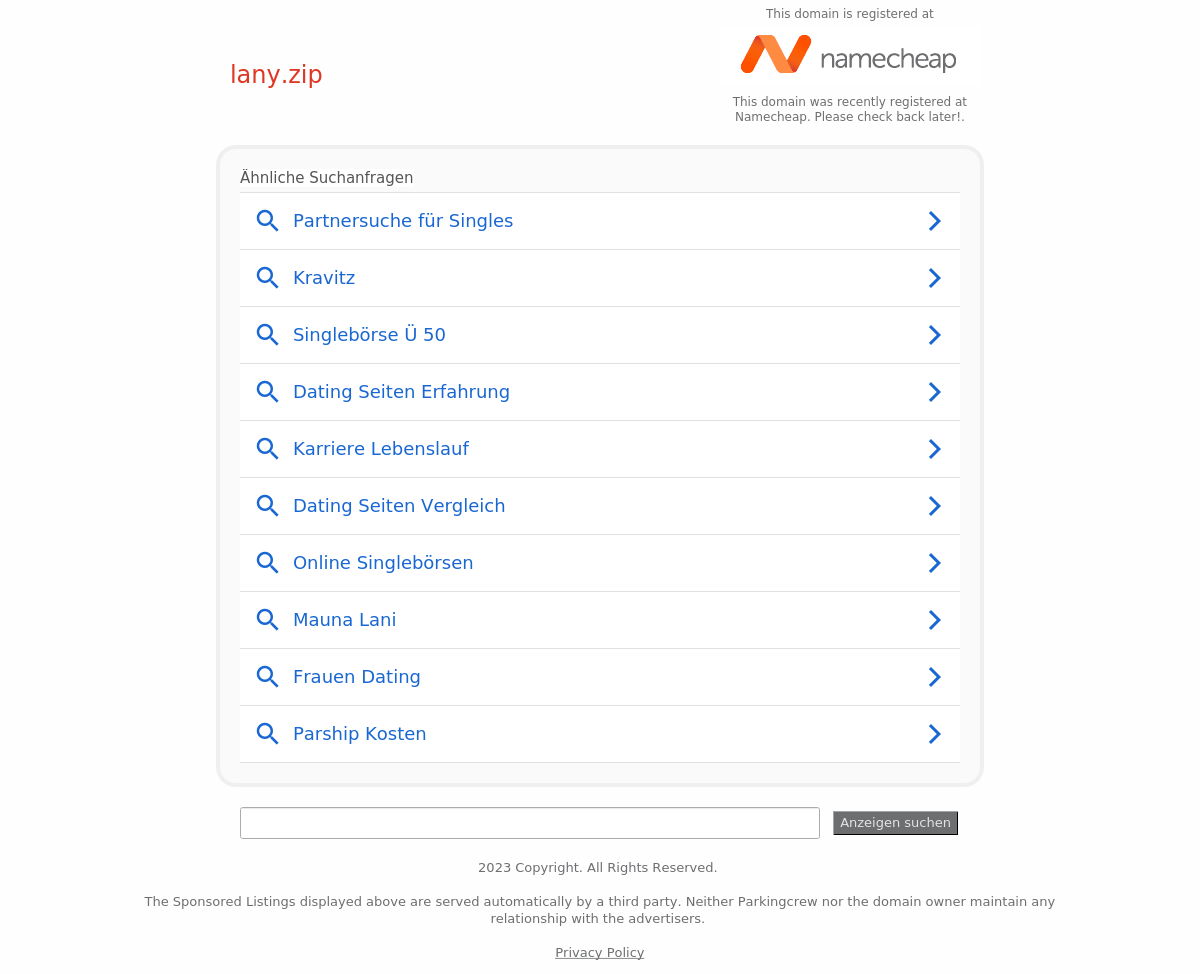 This domain is registered at
namecheap
lany.zip
This domain was recently registered at
Namecheap. Please check back later!.
Ähnliche Suchanfragen
Partnersuche für Singles
Kravitz
Singlebörse Ü 50
Dating Seiten Erfahrung
Karriere Lebenslauf
Dating Seiten Vergleich
Online Singlebörsen
Mauna Lani
Frauen Dating
Parship Kosten
Anzeigen suchen
2023 Copyright. All Rights Reserved.
The Sponsored Listings displayed above are served automatically by a third party. Neither Parkingcrew nor the domain owner maintain any
relationship with the advertisers.
Privacy Policy